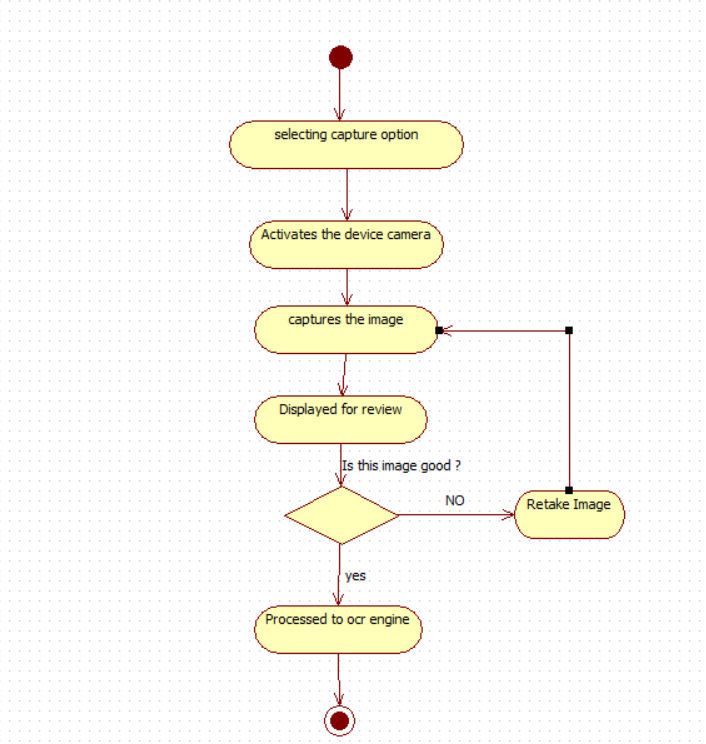 selecting capture option
Activates the device camera
captures the image
Displayed for review
Is this image good ?
NO
Retake Image
yes
Processed to ocr engine